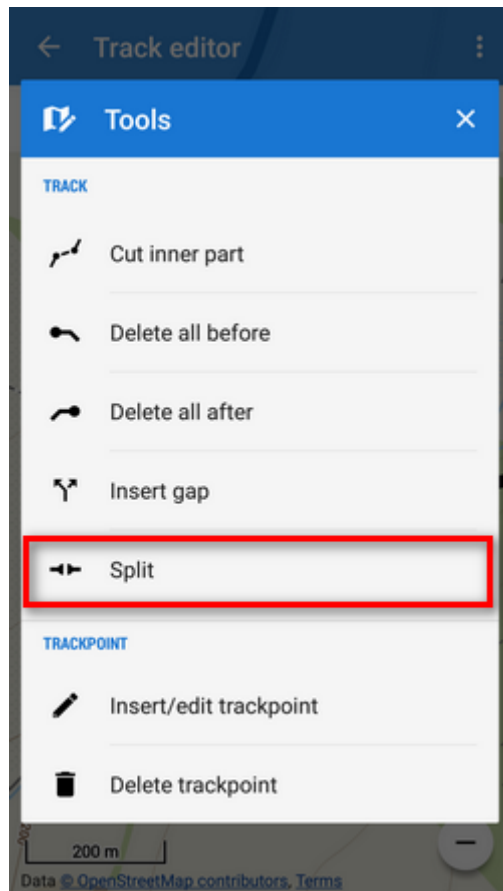 Track editor
Tools
TRACK
Cut inner part
Delete all before
Delete all after
Insert gap
Split
TRACKPOINT
Insert/edit trackpoint
Delete trackpoint
200
200 m
Data © OpenStreetMap contributors, Terms